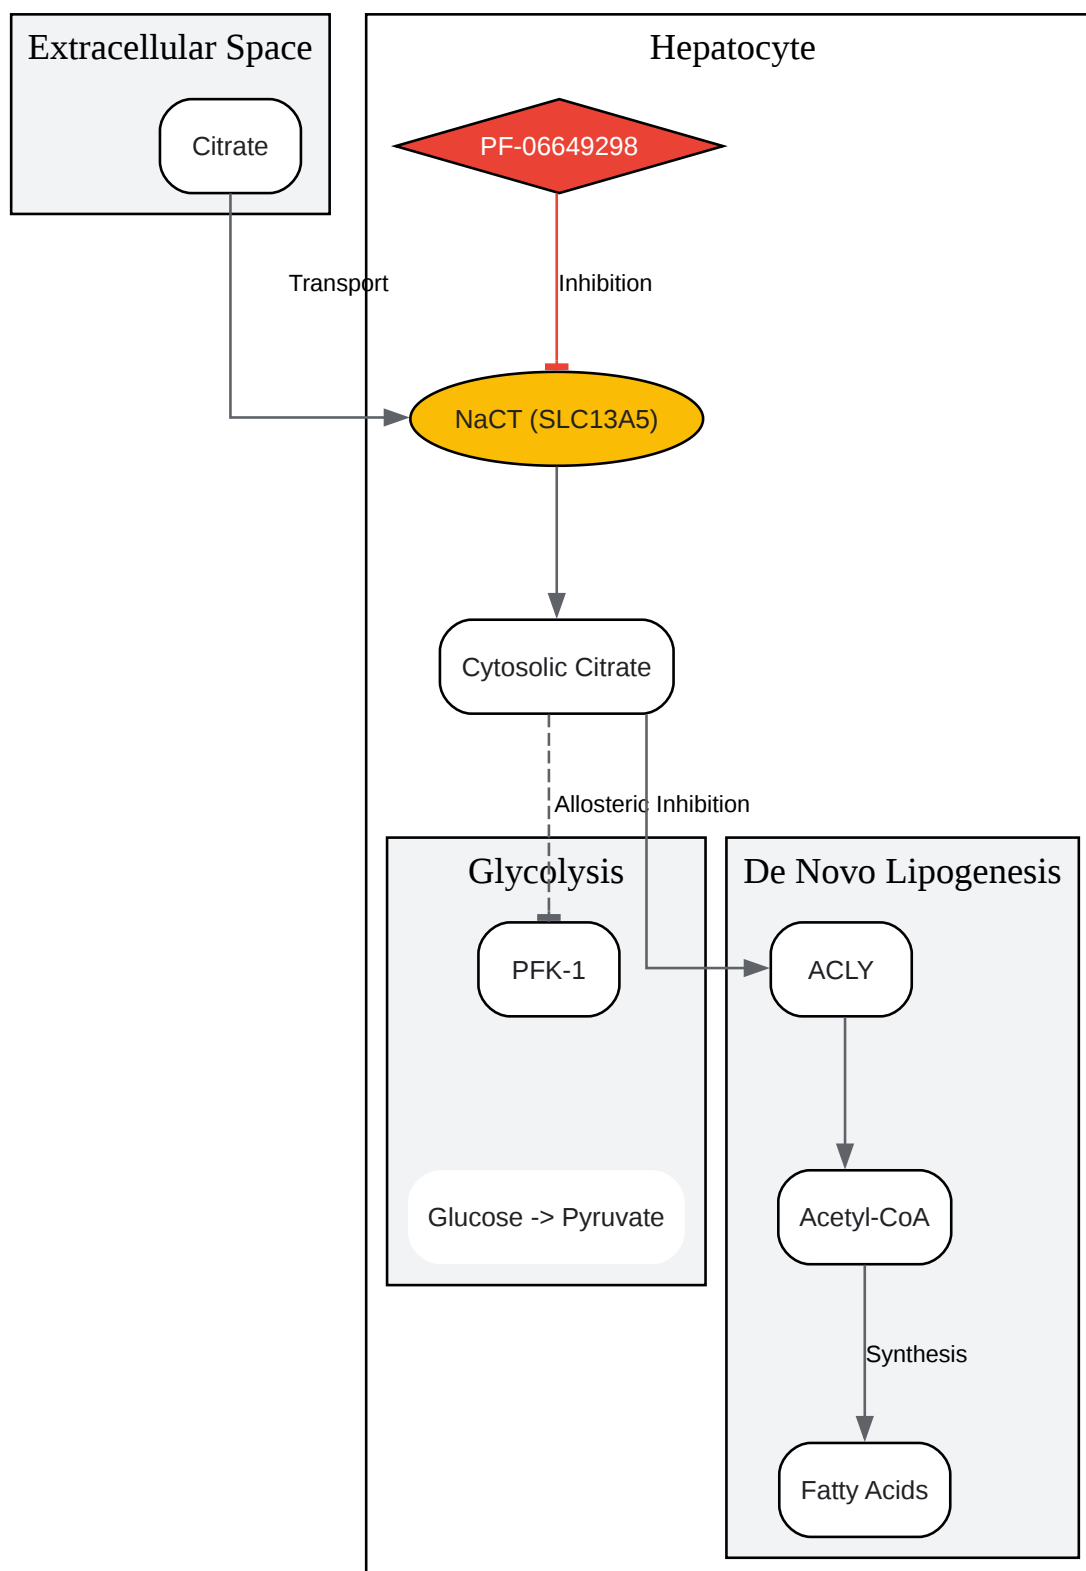 Extracellular Space
Hepatocyte
Citrate
PF-06649298
Transport
Inhibition
NaCT (SLC13A5)
Cytosolic Citrate
Allosteric Inhibition
Glycolysis
De Novo Lipogenesis
PFK-1
ACLY
Glucose -> Pyruvate
Acetyl-CoA
Synthesis
Fatty Acids